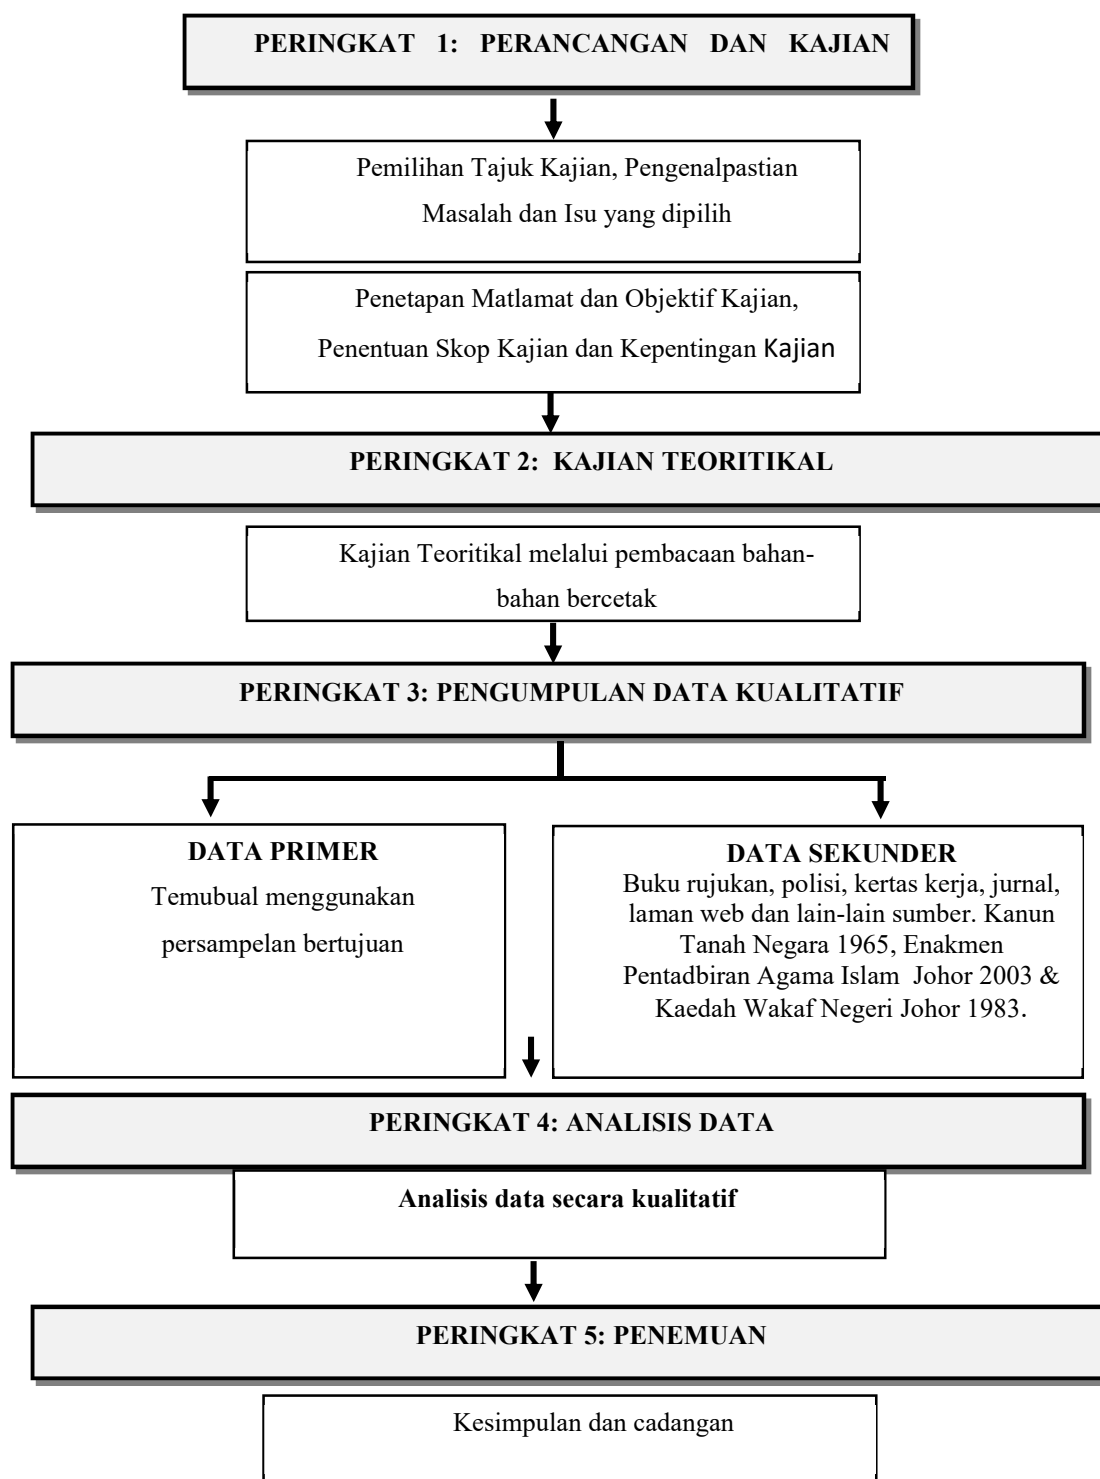 PERINGKAT 1: PERANCANGAN DAN KAJIAN
Pemilihan Tajuk Kajian, Pengenalpastian
Masalah dan Isu yang dipilih
Penetapan Matlamat dan Objektif Kajian,
Penentuan Skop Kajian dan Kepentingan Kajian
PERINGKAT 2: KAJIAN TEORITIKAL
Kajian Teoritikal melalui pembacaan bahan-
bahan bercetak
PERINGKAT 3: PENGUMPULAN DATA KUALITATIF
DATA PRIMER
Temubual menggunakan
persampelan bertujuan
DATA SEKUNDER
Buku rujukan, polisi, kertas kerja, jurnal,
laman web dan lain-lain sumber. Kanun
Tanah Negara 1965, Enakmen
Pentadbiran Agama Islam Johor 2003 &
Kaedah Wakaf Negeri Johor 1983.
PERINGKAT 4: ANALISIS DATA
Analisis data secara kualitatif
PERINGKAT 5: PENEMUAN
Kesimpulan dan cadangan